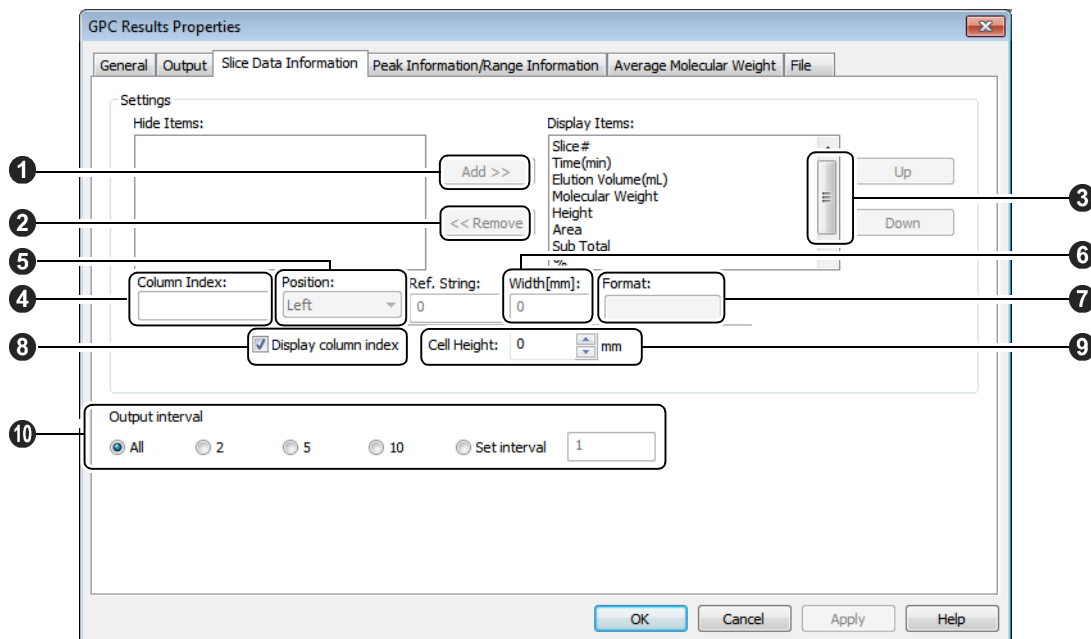 GPC Results Properties
General Output Slice Data Information Peak Information/Range Information Average Molecular Weight File
Settings
Hide Items:
Display Items:
Slice#
Time(min)
Elution Volume(mL)
Molecular Weight
Height
Area
Sub Total
1 Add >>
2 << Remove
3
Up
Down
4 Column Index:
5 Position:
Left
Ref. String:
0
6 Width[mm]:
0
7 Format:
8 Display column index
9 Cell Height: 0 mm
10 Output interval
All 2 5 10 Set interval 1
OK Cancel Apply Help